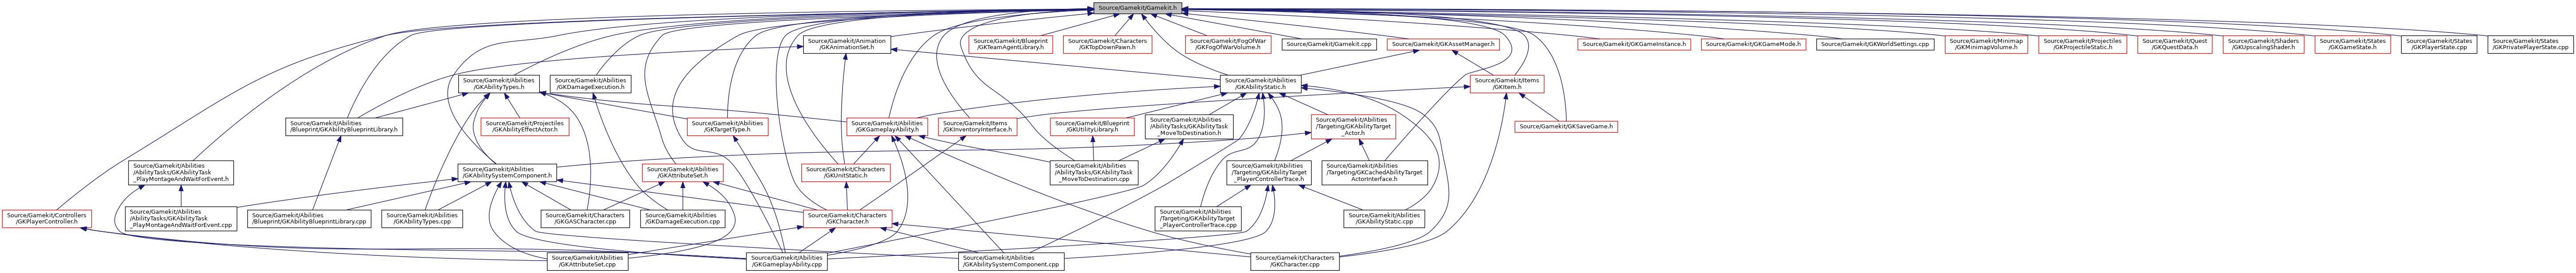 Source/Gamekit/Gamekit.h
Source/Gamekit/Animation
/GKAnimationSet.h
Source/Gamekit/Blueprint
/GKTeamAgentLibrary.h
Source/Gamekit/Characters
/GKTopDownPawn.h
Source/Gamekit/FogOfWar
/GKFogOfWarVolume.h
Source/Gamekit/Gamekit.cpp
Source/Gamekit/GKAssetManager.h
Source/Gamekit/GKGameInstance.h
Source/Gamekit/GKGameMode.h
Source/Gamekit/GKWorldSettings.cpp
Source/Gamekit/Minimap
/GKMinimapVolume.h
Source/Gamekit/Projectiles
/GKProjectileStatic.h
Source/Gamekit/Quest
/GKQuestData.h
Source/Gamekit/Shaders
/GKUpscalingShader.h
Source/Gamekit/States
/GKGameState.h
Source/Gamekit/States
/GKPlayerState.cpp
Source/Gamekit/States
/GKPrivatePlayerState.cpp
Source/Gamekit/Abilities
/GKAbilityTypes.h
Source/Gamekit/Abilities
/GKDamageExecution.h
Source/Gamekit/Abilities
/GKAbilityStatic.h
Source/Gamekit/Items
/GKItem.h
Source/Gamekit/Abilities
/Blueprint/GKAbilityBlueprintLibrary.h
Source/Gamekit/Projectiles
/GKAbilityEffectActor.h
Source/Gamekit/Abilities
/GKTargetType.h
Source/Gamekit/Abilities
/GKGameplayAbility.h
Source/Gamekit/Items
/GKInventoryInterface.h
Source/Gamekit/Blueprint
/GKUtilityLibrary.h
Source/Gamekit/Abilities
/AbilityTasks/GKAbilityTask
_MoveToDestination.h
Source/Gamekit/Abilities
/Targeting/GKAbilityTarget
_Actor.h
Source/Gamekit/GKSaveGame.h
Source/Gamekit/Abilities
/AbilityTasks/GKAbilityTask
_PlayMontageAndWaitForEvent.h
Source/Gamekit/Abilities
/GKAbilitySystemComponent.h
Source/Gamekit/Abilities
/GKAttributeSet.h
Source/Gamekit/Characters
/GKUnitStatic.h
Source/Gamekit/Abilities
/AbilityTasks/GKAbilityTask
_MoveToDestination.cpp
Source/Gamekit/Abilities
/Targeting/GKAbilityTarget
_PlayerControllerTrace.h
Source/Gamekit/Abilities
/Targeting/GKCachedAbilityTarget
ActorInterface.h
Source/Gamekit/Controllers
/GKPlayerController.h
Source/Gamekit/Abilities
/AbilityTasks/GKAbilityTask
_PlayMontageAndWaitForEvent.cpp
Source/Gamekit/Abilities
/Blueprint/GKAbilityBlueprintLibrary.cpp
Source/Gamekit/Abilities
/GKAbilityTypes.cpp
Source/Gamekit/Characters
/GKGASCharacter.cpp
Source/Gamekit/Abilities
/GKDamageExecution.cpp
Source/Gamekit/Characters
/GKCharacter.h
Source/Gamekit/Abilities
/Targeting/GKAbilityTarget
_PlayerControllerTrace.cpp
Source/Gamekit/Abilities
/GKAbilityStatic.cpp
Source/Gamekit/Abilities
/GKAttributeSet.cpp
Source/Gamekit/Abilities
/GKGameplayAbility.cpp
Source/Gamekit/Abilities
/GKAbilitySystemComponent.cpp
Source/Gamekit/Characters
/GKCharacter.cpp